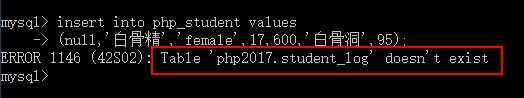 mysql> insert into php_student values
    -> (null,'白骨精','female',17,600,'白骨洞',95);
ERROR 1146 (42S02): Table 'php2017.student_log' doesn't exist
mysql>